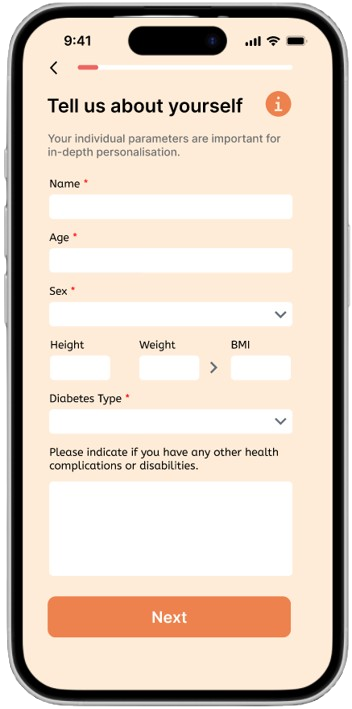 9:41
Tell us about yourself i
Your individual parameters are important for
in-depth personalisation.
Name *
Age *
Sex *
Height Weight BMI
Diabetes Type *
Please indicate if you have any other health
complications or disabilities.
Next